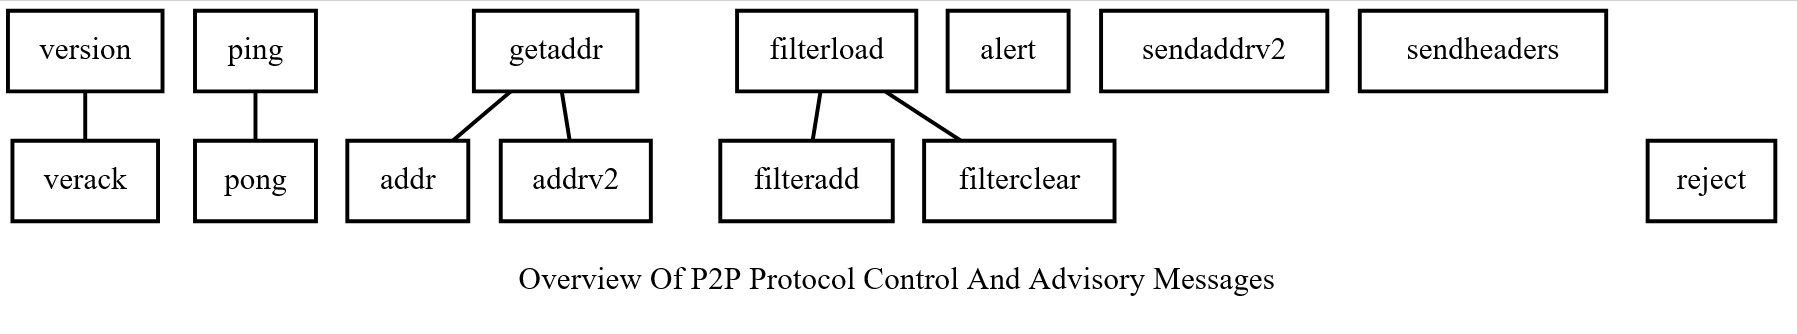 version
ping
getaddr
filterload
alert
sendaddrv2
sendheaders
verack
pong
addr
addrv2
filteradd
filterclear
reject
Overview Of P2P Protocol Control And Advisory Messages